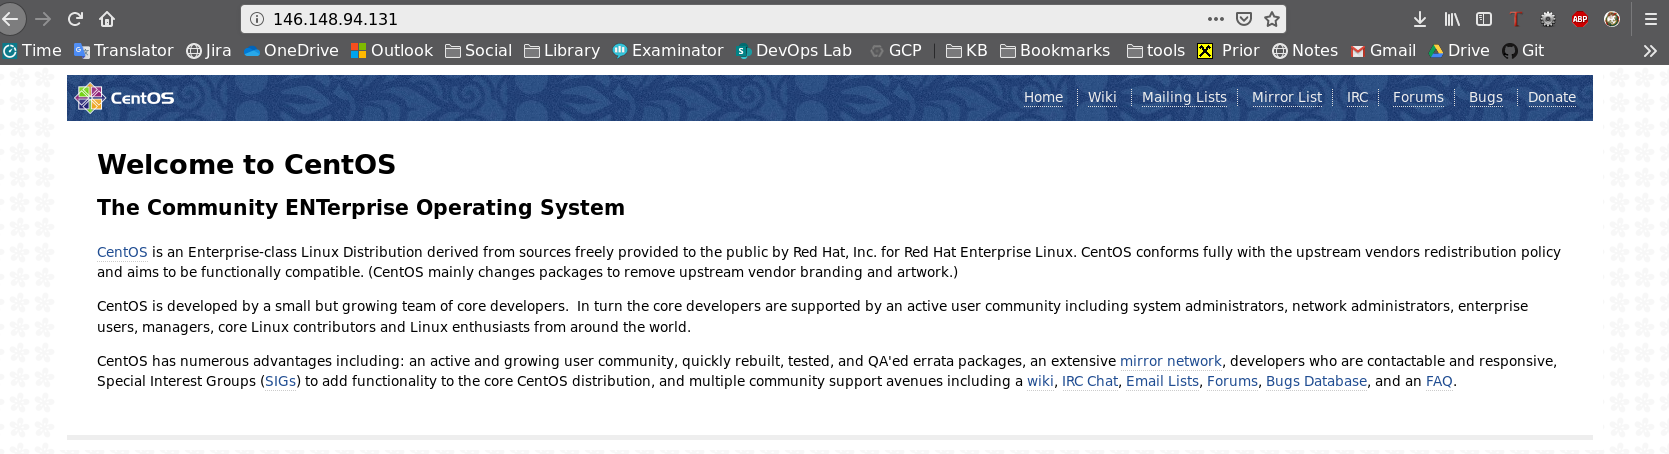 146.148.94.131
Time Translator Jira OneDrive Outlook Social Library Examinator DevOps Lab GCP KB Bookmarks tools Prior Notes Gmail Drive Git
CentOS Home Wiki Mailing Lists Mirror List IRC Forums Bugs Donate
Welcome to CentOS
The Community ENTerprise Operating System
CentOS is an Enterprise-class Linux Distribution derived from sources freely provided to the public by Red Hat, Inc. for Red Hat Enterprise Linux. CentOS conforms fully with the upstream vendors redistribution policy
and aims to be functionally compatible. (CentOS mainly changes packages to remove upstream vendor branding and artwork.)
CentOS is developed by a small but growing team of core developers.  In turn the core developers are supported by an active user community including system administrators, network administrators, enterprise
users, managers, core Linux contributors and Linux enthusiasts from around the world.
CentOS has numerous advantages including: an active and growing user community, quickly rebuilt, tested, and QA'ed errata packages, an extensive mirror network, developers who are contactable and responsive,
Special Interest Groups (SIGs) to add functionality to the core CentOS distribution, and multiple community support avenues including a wiki, IRC Chat, Email Lists, Forums, Bugs Database, and an FAQ.